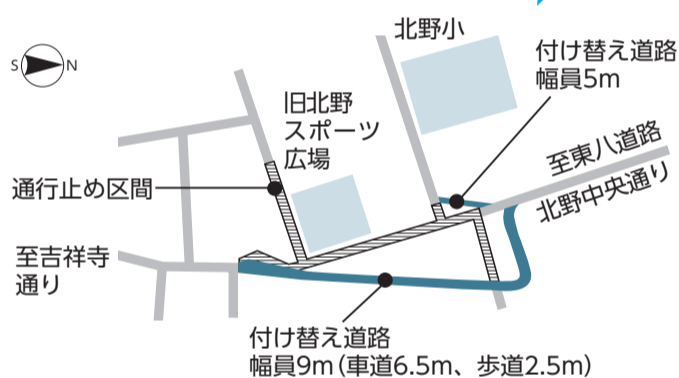 北野小
付け替え道路
幅員5m
S N
旧北野
スポーツ
広場
至東八道路
北野中央通り
通行止め区間
至吉祥寺
通り
付け替え道路
幅員9m(車道6.5m、歩道2.5m)